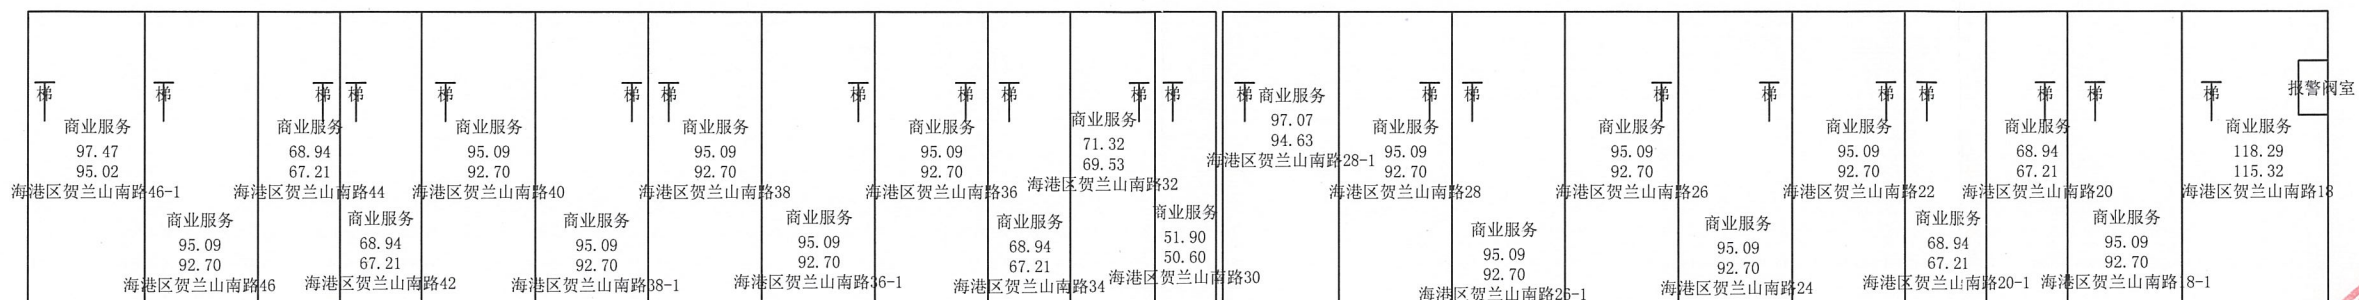 梯
商业服务
97.47
95.02
海港区贺兰山南路46-1
梯
商业服务
95.09
92.70
海港区贺兰山南路46
梯
商业服务
68.94
67.21
海港区贺兰山南路44
梯
商业服务
68.94
67.21
海港区贺兰山南路42
梯
商业服务
95.09
92.70
海港区贺兰山南路40
梯
商业服务
95.09
92.70
海港区贺兰山南路38-1
梯
商业服务
95.09
92.70
海港区贺兰山南路38
梯
商业服务
95.09
92.70
海港区贺兰山南路36-1
梯
商业服务
95.09
92.70
海港区贺兰山南路36
梯
商业服务
68.94
67.21
海港区贺兰山南路34
梯
商业服务
71.32
69.53
海港区贺兰山南路32
梯
商业服务
51.90
50.60
海港区贺兰山南路30
梯
商业服务
97.07
94.63
海港区贺兰山南路28-1
梯
商业服务
95.09
92.70
海港区贺兰山南路28
梯
商业服务
95.09
92.70
海港区贺兰山南路26-1
梯
商业服务
95.09
92.70
海港区贺兰山南路26
梯
商业服务
95.09
92.70
海港区贺兰山南路24
梯
商业服务
95.09
92.70
海港区贺兰山南路22
梯
商业服务
68.94
67.21
海港区贺兰山南路20-1
梯
商业服务
68.94
67.21
海港区贺兰山南路20
梯
商业服务
95.09
92.70
海港区贺兰山南路18-1
梯
商业服务
118.29
115.32
海港区贺兰山南路18
报警阀室